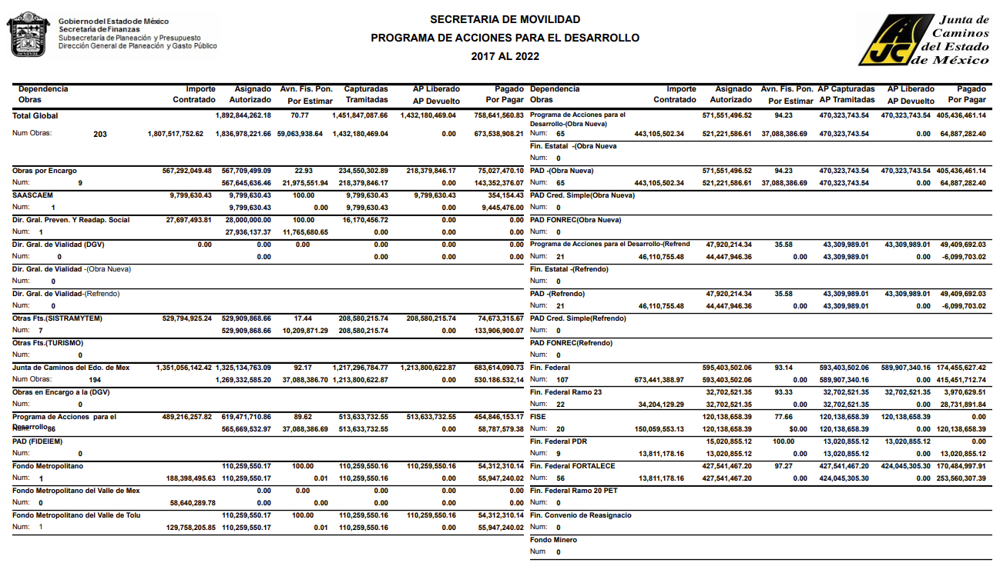 Gobierno del Estado de México
Secretaría de Finanzas
Subsecretaría de Planeación y Presupuesto
Dirección General de Planeación y Gasto Público
SECRETARIA DE MOVILIDAD
PROGRAMA DE ACCIONES PARA EL DESARROLLO
2017 AL 2022
AJC
Junta de
Caminos
del Estado
de México
Dependencia Importe Asignado Avn. Fis. Pon. Capturadas AP Liberado Pagado
Obras Contratado Autorizado Por Estimar Tramitadas AP Devuelto Por Pagar
Total Global 1,892,844,262.18 70.77 1,451,847,087.66 1,432,180,469.04 758,641,560.83
Num Obras: 203 1,807,517,752.62 1,836,978,221.66 59,063,938.64 1,432,180,469.04 0.00 673,538,908.21
Obras por Encargo 567,292,049.48 567,709,499.09 22.93 234,550,302.89 218,379,846.17 75,027,470.10
Num: 9 567,645,636.46 21,975,551.94 218,379,846.17 0.00 143,352,376.07
SAASCAEM 9,799,630.43 9,799,630.43 100.00 9,799,630.43 9,799,630.43 354,154.43
Num: 1 9,799,630.43 0.00 9,799,630.43 0.00 9,445,476.00
Dir. Gral. Preven. Y Readap. Social 27,697,493.81 28,000,000.00 100.00 16,170,456.72 0.00 0.00
Num: 1 27,936,137.37 11,765,680.65 0.00 0.00 0.00
Dir. Gral. de Vialidad (DGV) 0.00 0.00 0.00 0.00 0.00 0.00
Num: 0 0.00 0.00 0.00 0.00
Dir. Gral. de Vialidad -(Obra Nueva)
Num: 0
Dir. Gral. de Vialidad-(Refrendo)
Num: 0
Otras Fts.(SISTRAMYTEM) 529,794,925.24 529,909,868.66 17.44 208,580,215.74 208,580,215.74 74,673,315.67
Num: 7 529,909,868.66 10,209,871.29 208,580,215.74 0.00 133,906,900.07
Otras Fts.(TURISMO)
Num: 0
Junta de Caminos del Edo. de Mex 1,351,056,142.42 1,325,134,763.09 92.17 1,217,296,784.77 1,213,800,622.87 683,614,090.73
Num Obras: 194 1,269,332,585.20 37,088,386.70 1,213,800,622.87 0.00 530.186.532,14
Obras en Encargo a la (DGV)
Num: 0
Programa de Acciones para el 489,216,257.82 619,471,710.86 89.62 513,633,732.55 513,633,732.55 454,846,153.17
Desarrollo
Num: 86 565,669,532.97 37,088,386.69 513,633,732.55 0.00 58,787,579.38
PAD (FIDEIEM)
Num: 0
Fondo Metropolitano 110,259,550.17 100.00 110,259,550.16 110,259,550.16 54,312,310.14
Num: 1 188,398,495.63 110,259,550.17 0.01 110,259,550.16 0.00 55,947,240.02
Fondo Metropolitano del Valle de Mex 0.00 0.00 0.00 0.00 0.00
Num: 0 58,640,289.78 0.00 0.00 0.00 0.00 0.00
Fondo Metropolitano del Valle de Tolu 110,259,550.17 100.00 110,259,550.16 110,259,550.16 54,312,310.14
Num: 1 129,758,205.85 110,259,550.17 0.01 110,259,550.16 0.00 55,947,240.02
Dependencia Importe Asignado Avn. Fis. Pon. AP Capturadas AP Liberado Pagado
Obras Contratado Autorizado Por Estimar AP Tramitadas AP Devuelto Por Pagar
Programa de Acciones para el 571,551,496.52 94.23 470,323,743.54 470,323,743.54 405,436,461.14
Desarrollo-(Obra Nueva)
Num: 65 443,105,502.34 521,221,586.61 37,088,386.69 470,323,743.54 0.00 64,887,282.40
Fin. Estatal -(Obra Nueva
Num: 0
PAD -(Obra Nueva) 571,551,496.52 94.23 470,323,743.54 470,323,743.54 405,436,461.14
Num: 65 443,105,502.34 521,221,586.61 37,088,386.69 470,323,743.54 0.00 64,887,282.40
PAD Cred. Simple(Obra Nueva)
Num: 0
PAD FONREC(Obra Nueva)
Num: 0
Programa de Acciones para el Desarrollo-(Refrend 47,920,214.34 35.58 43,309,989.01 43,309,989.01 49,409,692.03
Num: 21 46,110,755.48 44,447,946.36 0.00 43,309,989.01 0.00 -6,099,703.02
Fin. Estatal -(Refrendo)
Num: 0
PAD -(Refrendo) 47,920,214.34 35.58 43,309,989.01 43,309,989.01 49,409,692.03
Num: 21 46,110,755.48 44,447,946.36 0.00 43,309,989.01 0.00 -6,099,703.02
PAD Cred. Simple(Refrendo)
Num: 0
PAD FONREC(Refrendo)
Num: 0
Fin. Federal 595,403,502.06 93.14 593,403,502.06 589,907,340.16 174,455,627.42
Num: 107 673,441,388.97 593,403,502.06 0.00 589,907,340.16 0.00 415,451,712.74
Fin. Federal Ramo 23 32,702,521.35 93.33 32,702,521.35 32,702,521.35 3,970,629.51
Num: 22 34,204,129.29 32,702,521.35 0.00 32,702,521.35 0.00 28,731,891.84
FISE 120,138,658.39 77.66 120,138,658.39 120,138,658.39 0.00
Num: 20 150,059,553.13 120,138,658.39 $0.00 120,138,658.39 0.00 120,138,658.39
Fin. Federal PDR 15,020,855.12 100.00 13,020,855.12 13,020,855.12 0.00
Num: 9 13,811,178.16 13,020,855.12 0.00 13,020,855.12 0.00 13,020,855.12
Fin. Federal FORTALECE 427,541,467.20 97.27 427,541,467.20 424,045,305.30 170,484,997.91
Num: 56 13,811,178.16 427,541,467.20 0.00 424,045,305.30 0.00 253,560,307.39
Fin. Federal Ramo 20 PET
Num: 0
Fin. Convenio de Reasignacio
Num: 0
Fondo Minero
Num 0